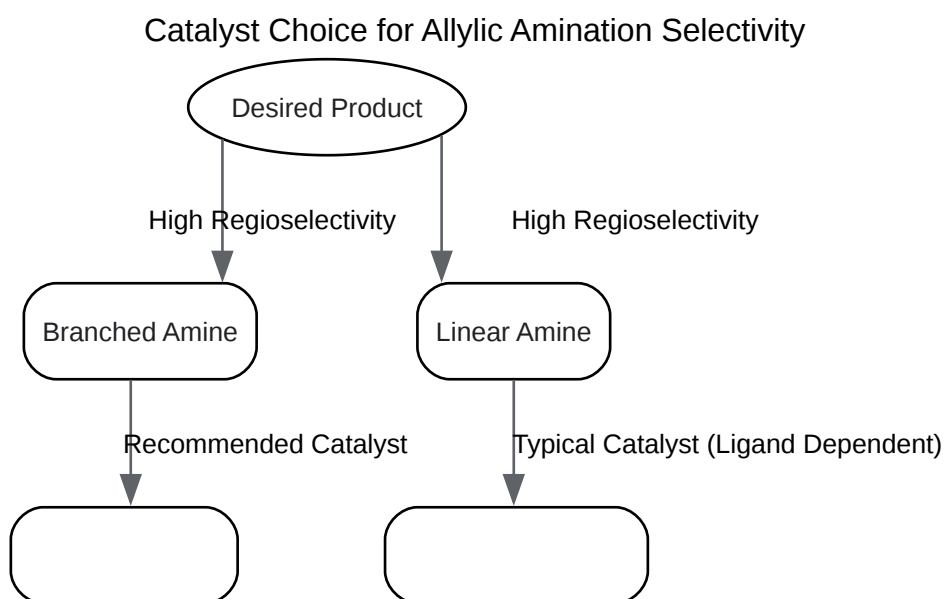 Catalyst Choice for Allylic Amination Selectivity
Desired Product
High Regioselectivity
High Regioselectivity
Branched Amine
Linear Amine
Recommended Catalyst
Typical Catalyst (Ligand Dependent)